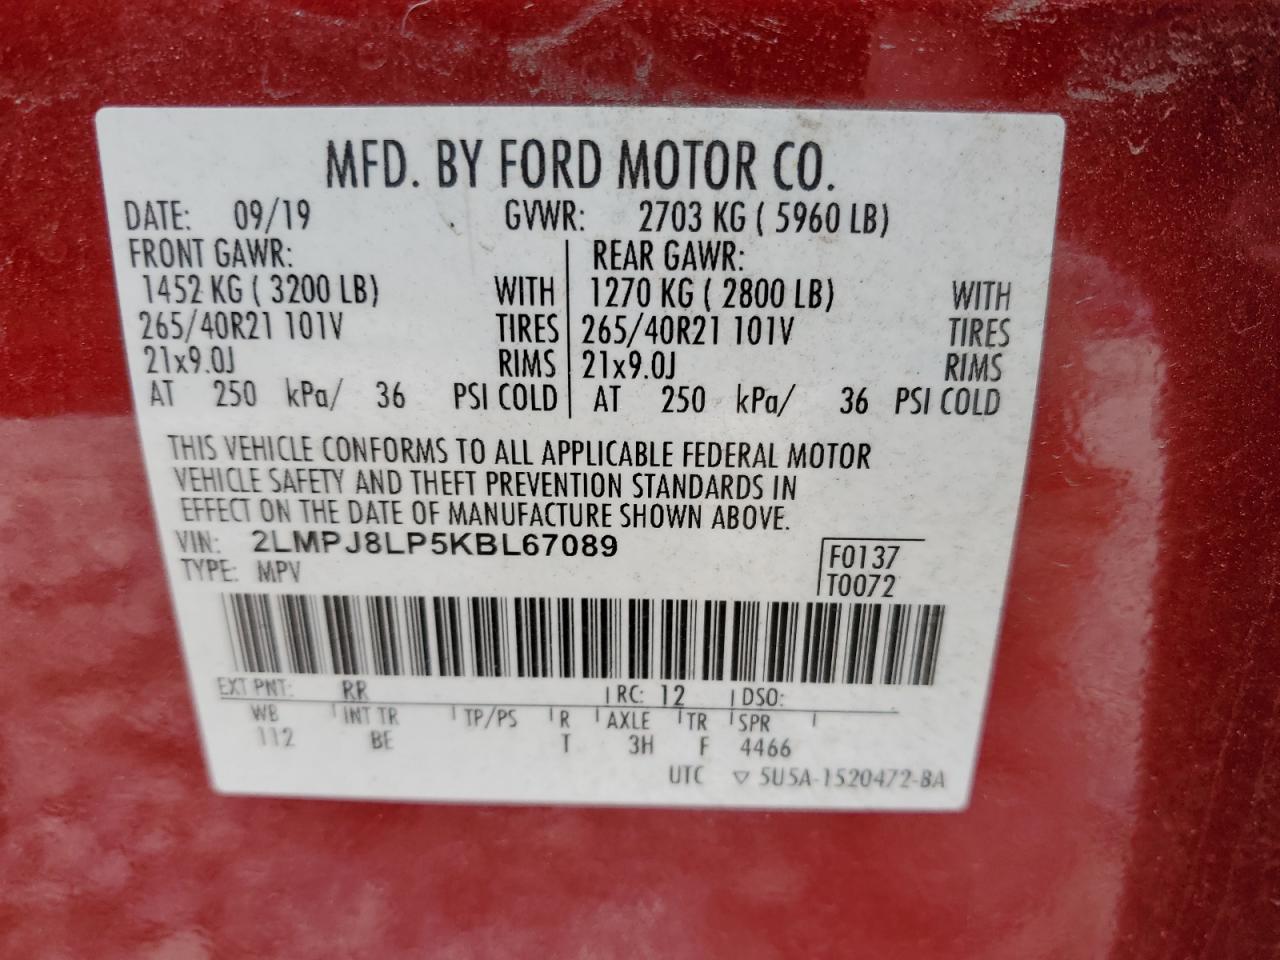 MFD. BY FORD MOTOR CO.
DATE: 09/19 GVWR: 2703 KG ( 5960 LB)
FRONT GAWR: REAR GAWR:
1452 KG ( 3200 LB) WITH 1270 KG ( 2800 LB) WITH
265/40R21 101V TIRES 265/40R21 101V TIRES
21x9.0J RIMS 21x9.0J RIMS
AT 250 kPa/ 36 PSI COLD AT 250 kPa/ 36 PSI COLD
THIS VEHICLE CONFORMS TO ALL APPLICABLE FEDERAL MOTOR
VEHICLE SAFETY AND THEFT PREVENTION STANDARDS IN
EFFECT ON THE DATE OF MANUFACTURE SHOWN ABOVE.
VIN: 2LMPJ8LP5KBL67089 F0137
TYPE: MPV T0072
EXT PNT: RR RC: 12 DSO:
WB INT TR TP/PS R AXLE TR SPR
112 BE T 3H F 4466
UTC ▽ 5U5A-1520472-BA